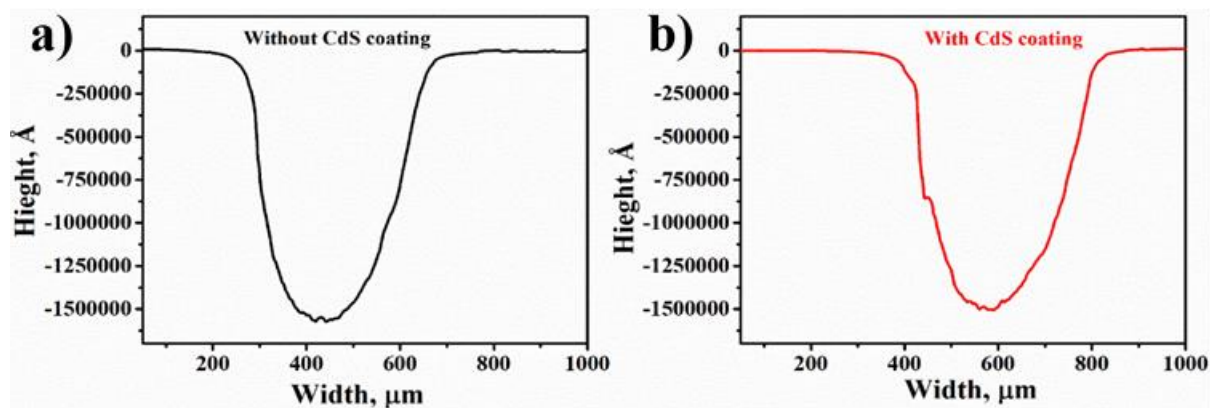 a)
Without CdS coating
Hieght, Å
0
-250000
-500000
-750000
-1000000
-1250000
-1500000
200 400 600 800 1000
Width, μm
b)
With CdS coating
Hieght, Å
0
-250000
-500000
-750000
-1000000
-1250000
-1500000
200 400 600 800 1000
Width, μm